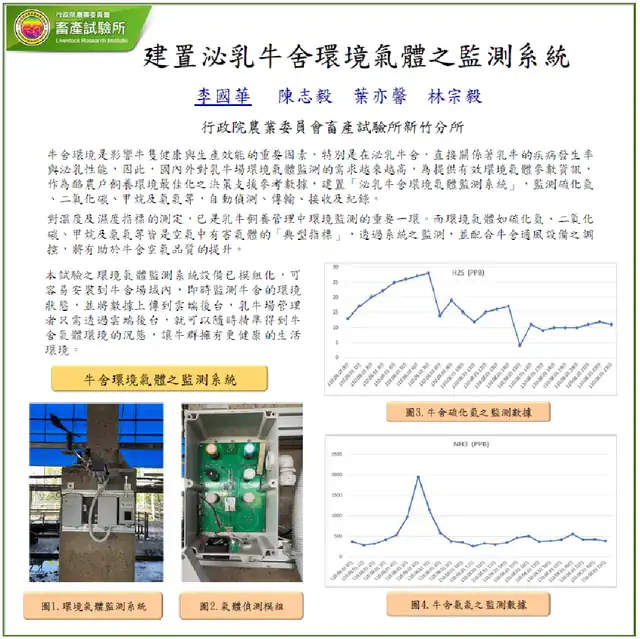 行政院農業委員會
畜產試驗所
Livestock Research Institute
建置泌乳牛舍環境氣體之監測系統
李國華 陳志毅 葉亦馨 林宗毅
行政院農業委員會畜產試驗所新竹分所
牛舍環境是影響牛隻健康與生產效能的重要因素，特別是在泌乳牛舍，直接關係著乳牛的疾病發生率
與泌乳性能，因此，國內外對乳牛場環境氣體監測的需求越來越高，為提供有效環境氣體參數資訊，
作為酪農戶飼養環境最佳化之決策支援參考數據，建置「泌乳牛舍環境氣體監測系統」，監測硫化氫、
二氧化碳、甲烷及氨氣等，自動偵測、傳輸、接收及紀錄。
對溫度及濕度指標的測定，已是乳牛飼養管理中環境監測的重要一環。而環境氣體如硫化氫、二氧化
碳、甲烷及氨氣等皆是空氣中有害氣體的「典型指標」，透過系統之監測，並配合牛舍通風設備之調
控，將有助於牛舍空氣品質的提升。
本試驗之環境氣體監測系統設備已模組化，可
容易安裝到牛舍場域內，即時監測牛舍的環境
狀態，並將數據上傳到雲端後台，乳牛場管理
者只需透過雲端後台，就可以隨時精準得到牛
舍氣體環境的況態，讓牛群擁有更健康的生活
環境。
牛舍環境氣體之監測系統
圖1.環境氣體監測系統
圖2.氣體偵測模組
H2S (PPB)
30
25
20
15
10
5
0
圖3.牛舍硫化氫之監測數據
NH3 (PPB)
2500
2000
1500
1000
500
0
圖4.牛舍氨氣之監測數據